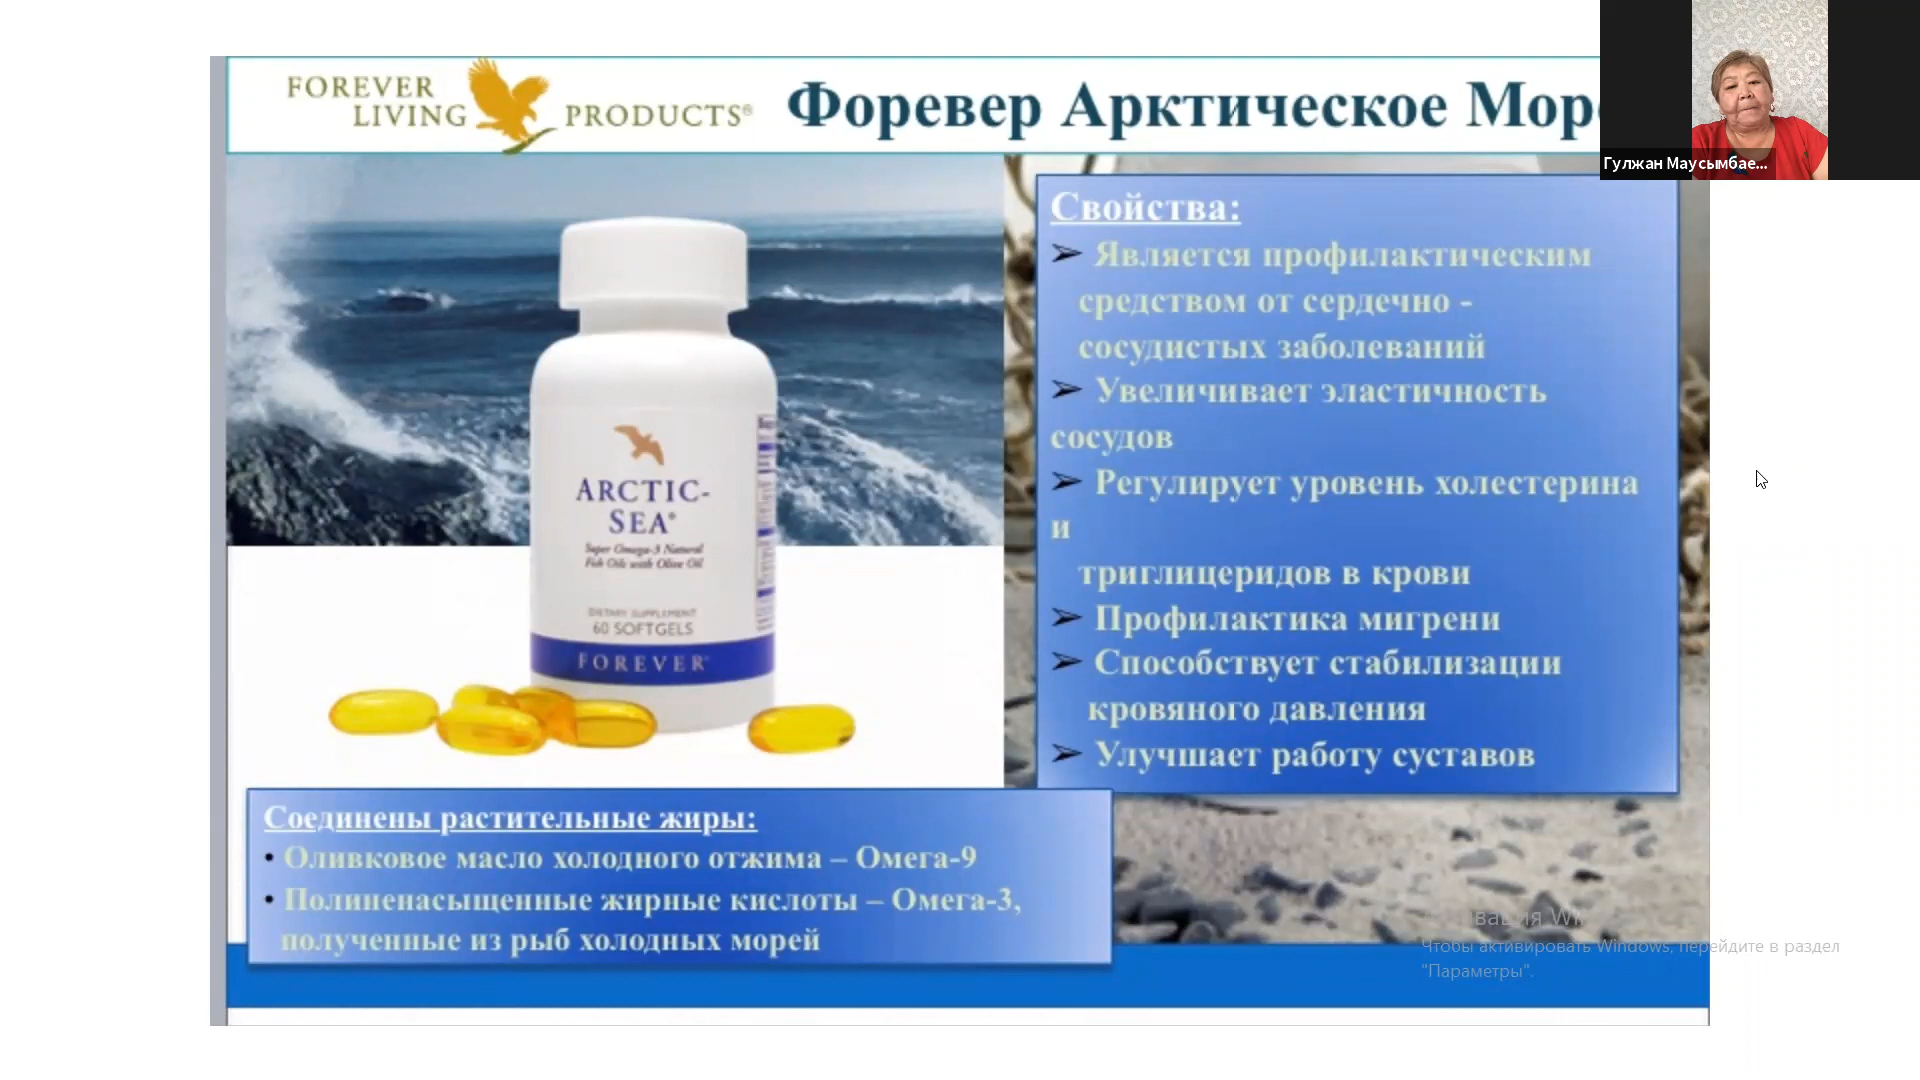 FOREVER
LIVING PRODUCTS®
Форевер Арктическое Мор
Гулжан Маусымбае...
Свойства:
➢ Является профилактическим
средством от сердечно -
сосудистых заболеваний
➢ Увеличивает эластичность
сосудов
➢ Регулирует уровень холестерина
и
триглицеридов в крови
➢ Профилактика мигрени
➢ Способствует стабилизации
кровяного давления
➢ Улучшает работу суставов
ARCTIC-
SEA®
Super Omega-3 Natural
Fish Oils with Olive Oil
DIETARY SUPPLEMENT
60 SOFTGELS
FOREVER®
Соединены растительные жиры:
• Оливковое масло холодного отжима – Омега-9
• Полиненасыщенные жирные кислоты – Омега-3,
полученные из рыб холодных морей
Чтобы активировать Windows, перейдите в раздел
"Параметры".